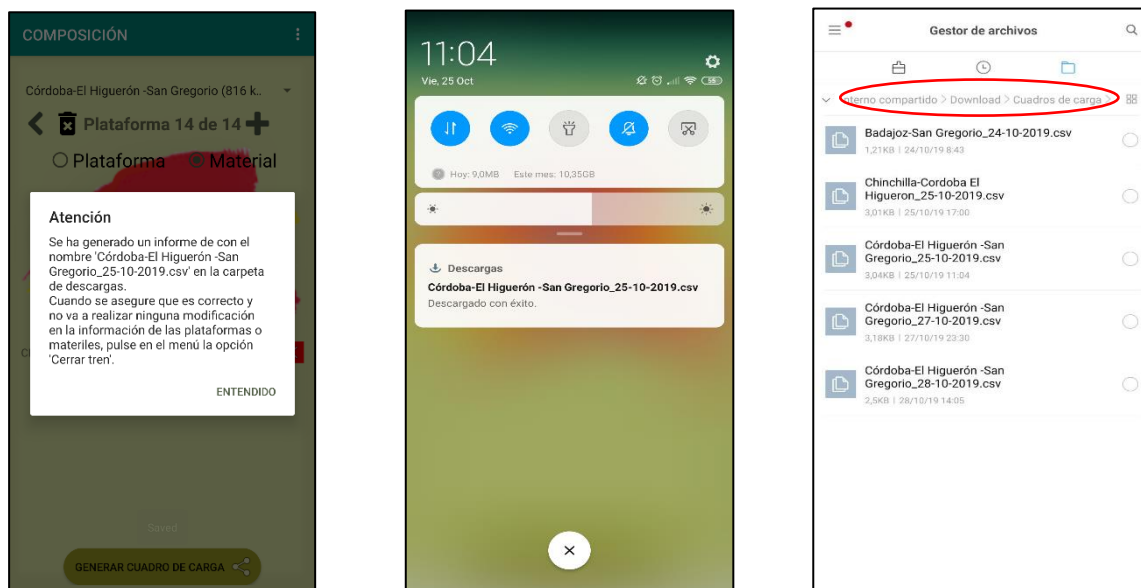 COMPOSICIÓN
Córdoba-El Higuerón -San Gregorio (816 k..
Plataforma 14 de 14
Plataforma
Material
Atención
Se ha generado un informe de con el
nombre 'Córdoba-El Higuerón -San
Gregorio_25-10-2019.csv' en la carpeta
de descargas.
Cuando se asegure que es correcto y
no va a realizar ninguna modificación
en la información de las plataformas o
materiles, pulse en el menú la opción
'Cerrar tren'.
ENTENDIDO
Saved
GENERAR CUADRO DE CARGA
11:04
Vie, 25 Oct
Hoy: 9,0MB Este mes: 10,35GB
Descargas
Córdoba-El Higuerón -San Gregorio_25-10-2019.csv
Descargado con éxito.
Gestor de archivos
nterno compartido > Download > Cuadros de carga >
Badajoz-San Gregorio_24-10-2019.csv
1,21KB | 24/10/19 8:43
Chinchilla-Cordoba El
Higueron_25-10-2019.csv
3,01KB | 25/10/19 17:00
Córdoba-El Higuerón -San
Gregorio_25-10-2019.csv
3,04KB | 25/10/19 11:04
Córdoba-El Higuerón -San
Gregorio_27-10-2019.csv
3,18KB | 27/10/19 23:30
Córdoba-El Higuerón -San
Gregorio_28-10-2019.csv
2,5KB | 28/10/19 14:05